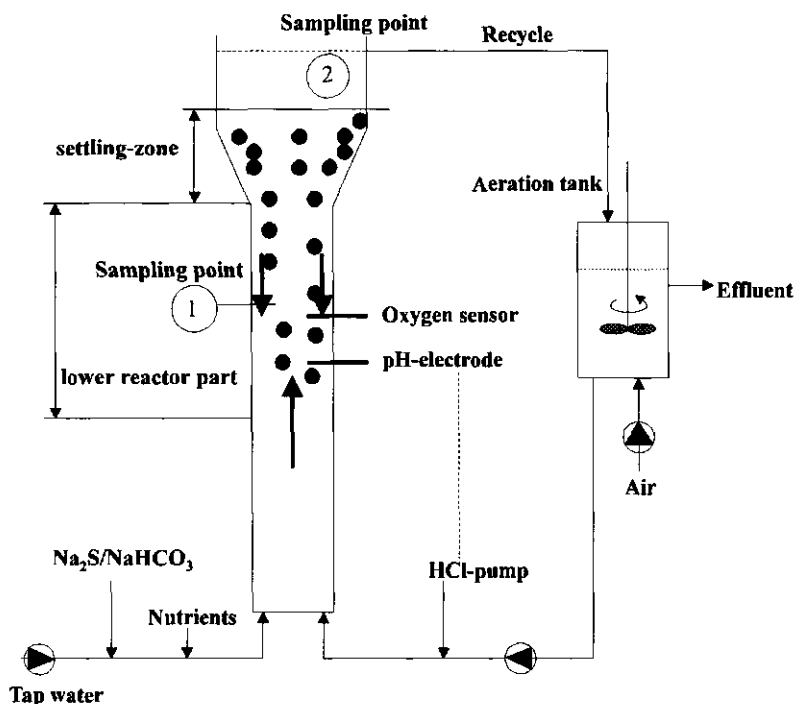 Sampling point
Recycle
2
settling-zone
Aeration tank
Sampling point
1
Effluent
Oxygen sensor
pH-electrode
lower reactor part
Air
Na₂S/NaHCO₃
HCl-pump
Nutrients
Tap water